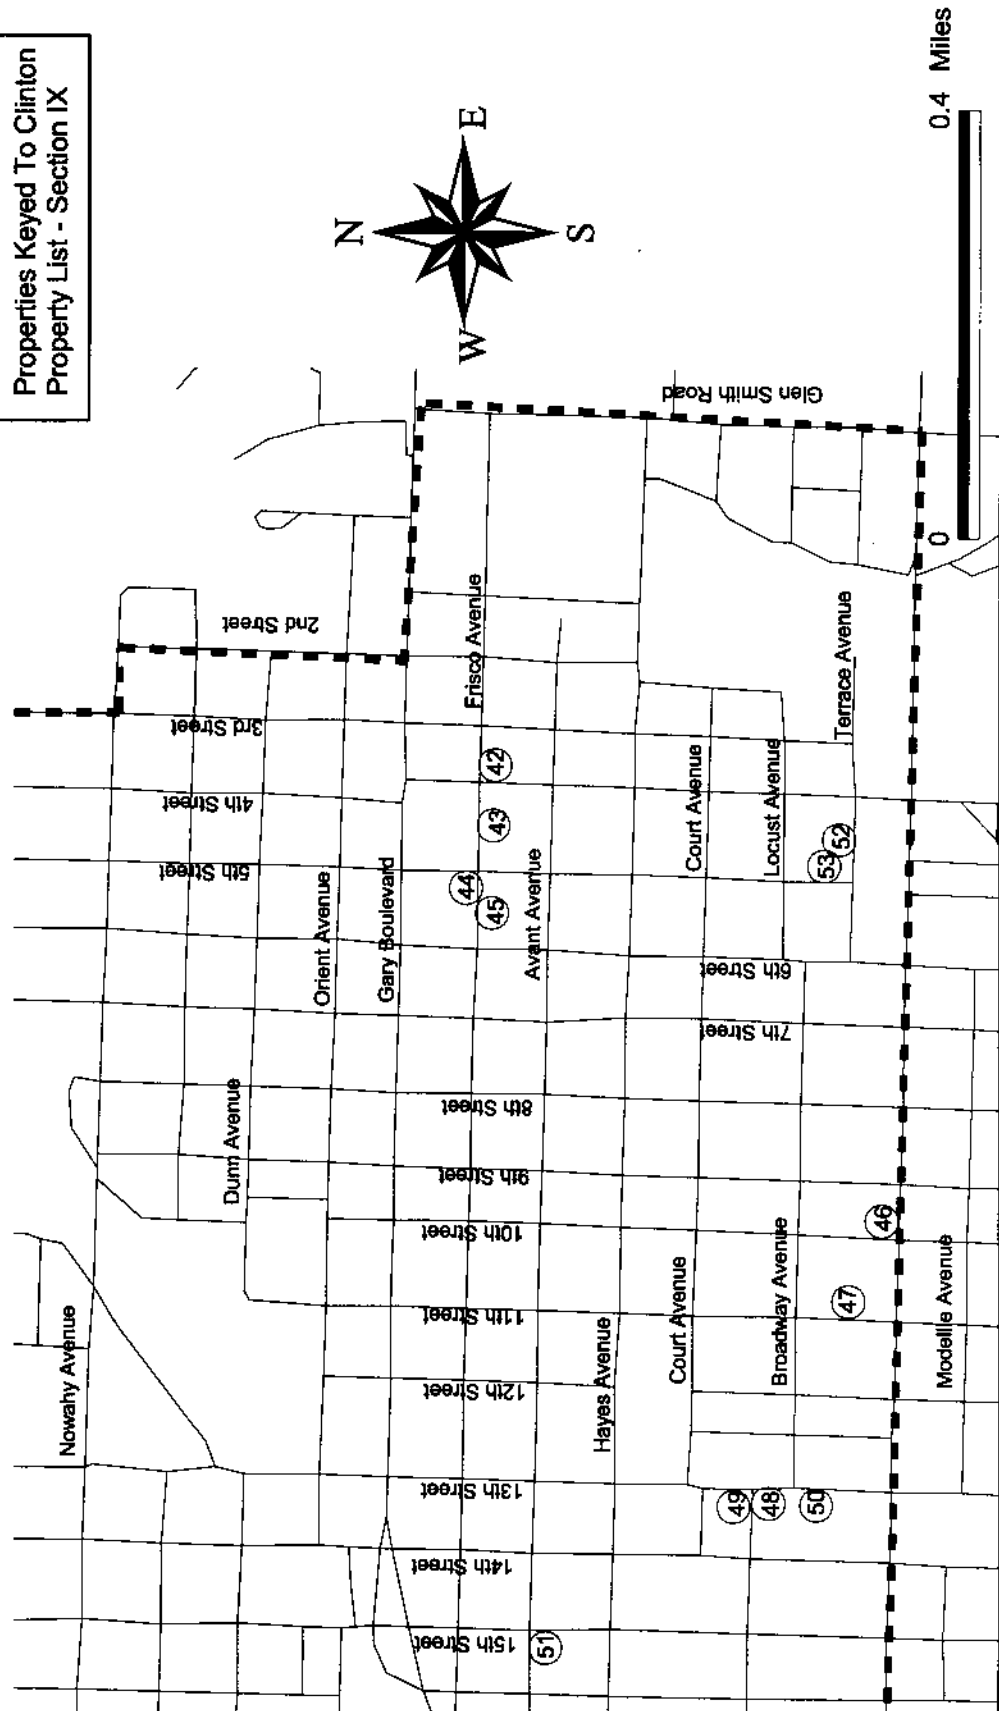 Properties Keyed To Clinton
Property List - Section IX
N
W
E
S
0
0.4 Miles
Glen Smith Road
2nd Street
3rd Street
4th Street
5th Street
Frisco Avenue
Terrace Avenue
Orient Avenue
Gary Boulevard
Avant Avenue
Court Avenue
Locust Avenue
42
43
44
45
52
53
6th Street
7th Street
Dunn Avenue
8th Street
9th Street
10th Street
11th Street
12th Street
13th Street
14th Street
15th Street
Nowahy Avenue
Hayes Avenue
Court Avenue
Broadway Avenue
Modelle Avenue
46
47
49
48
50
51